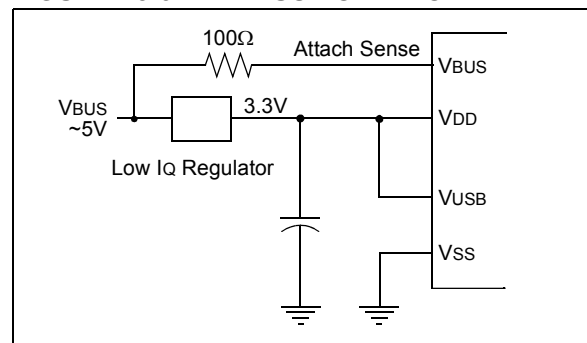 100Ω
Attach Sense
VBUS
VBUS
~5V
3.3V
VDD
Low IQ Regulator
VUSB
VSS